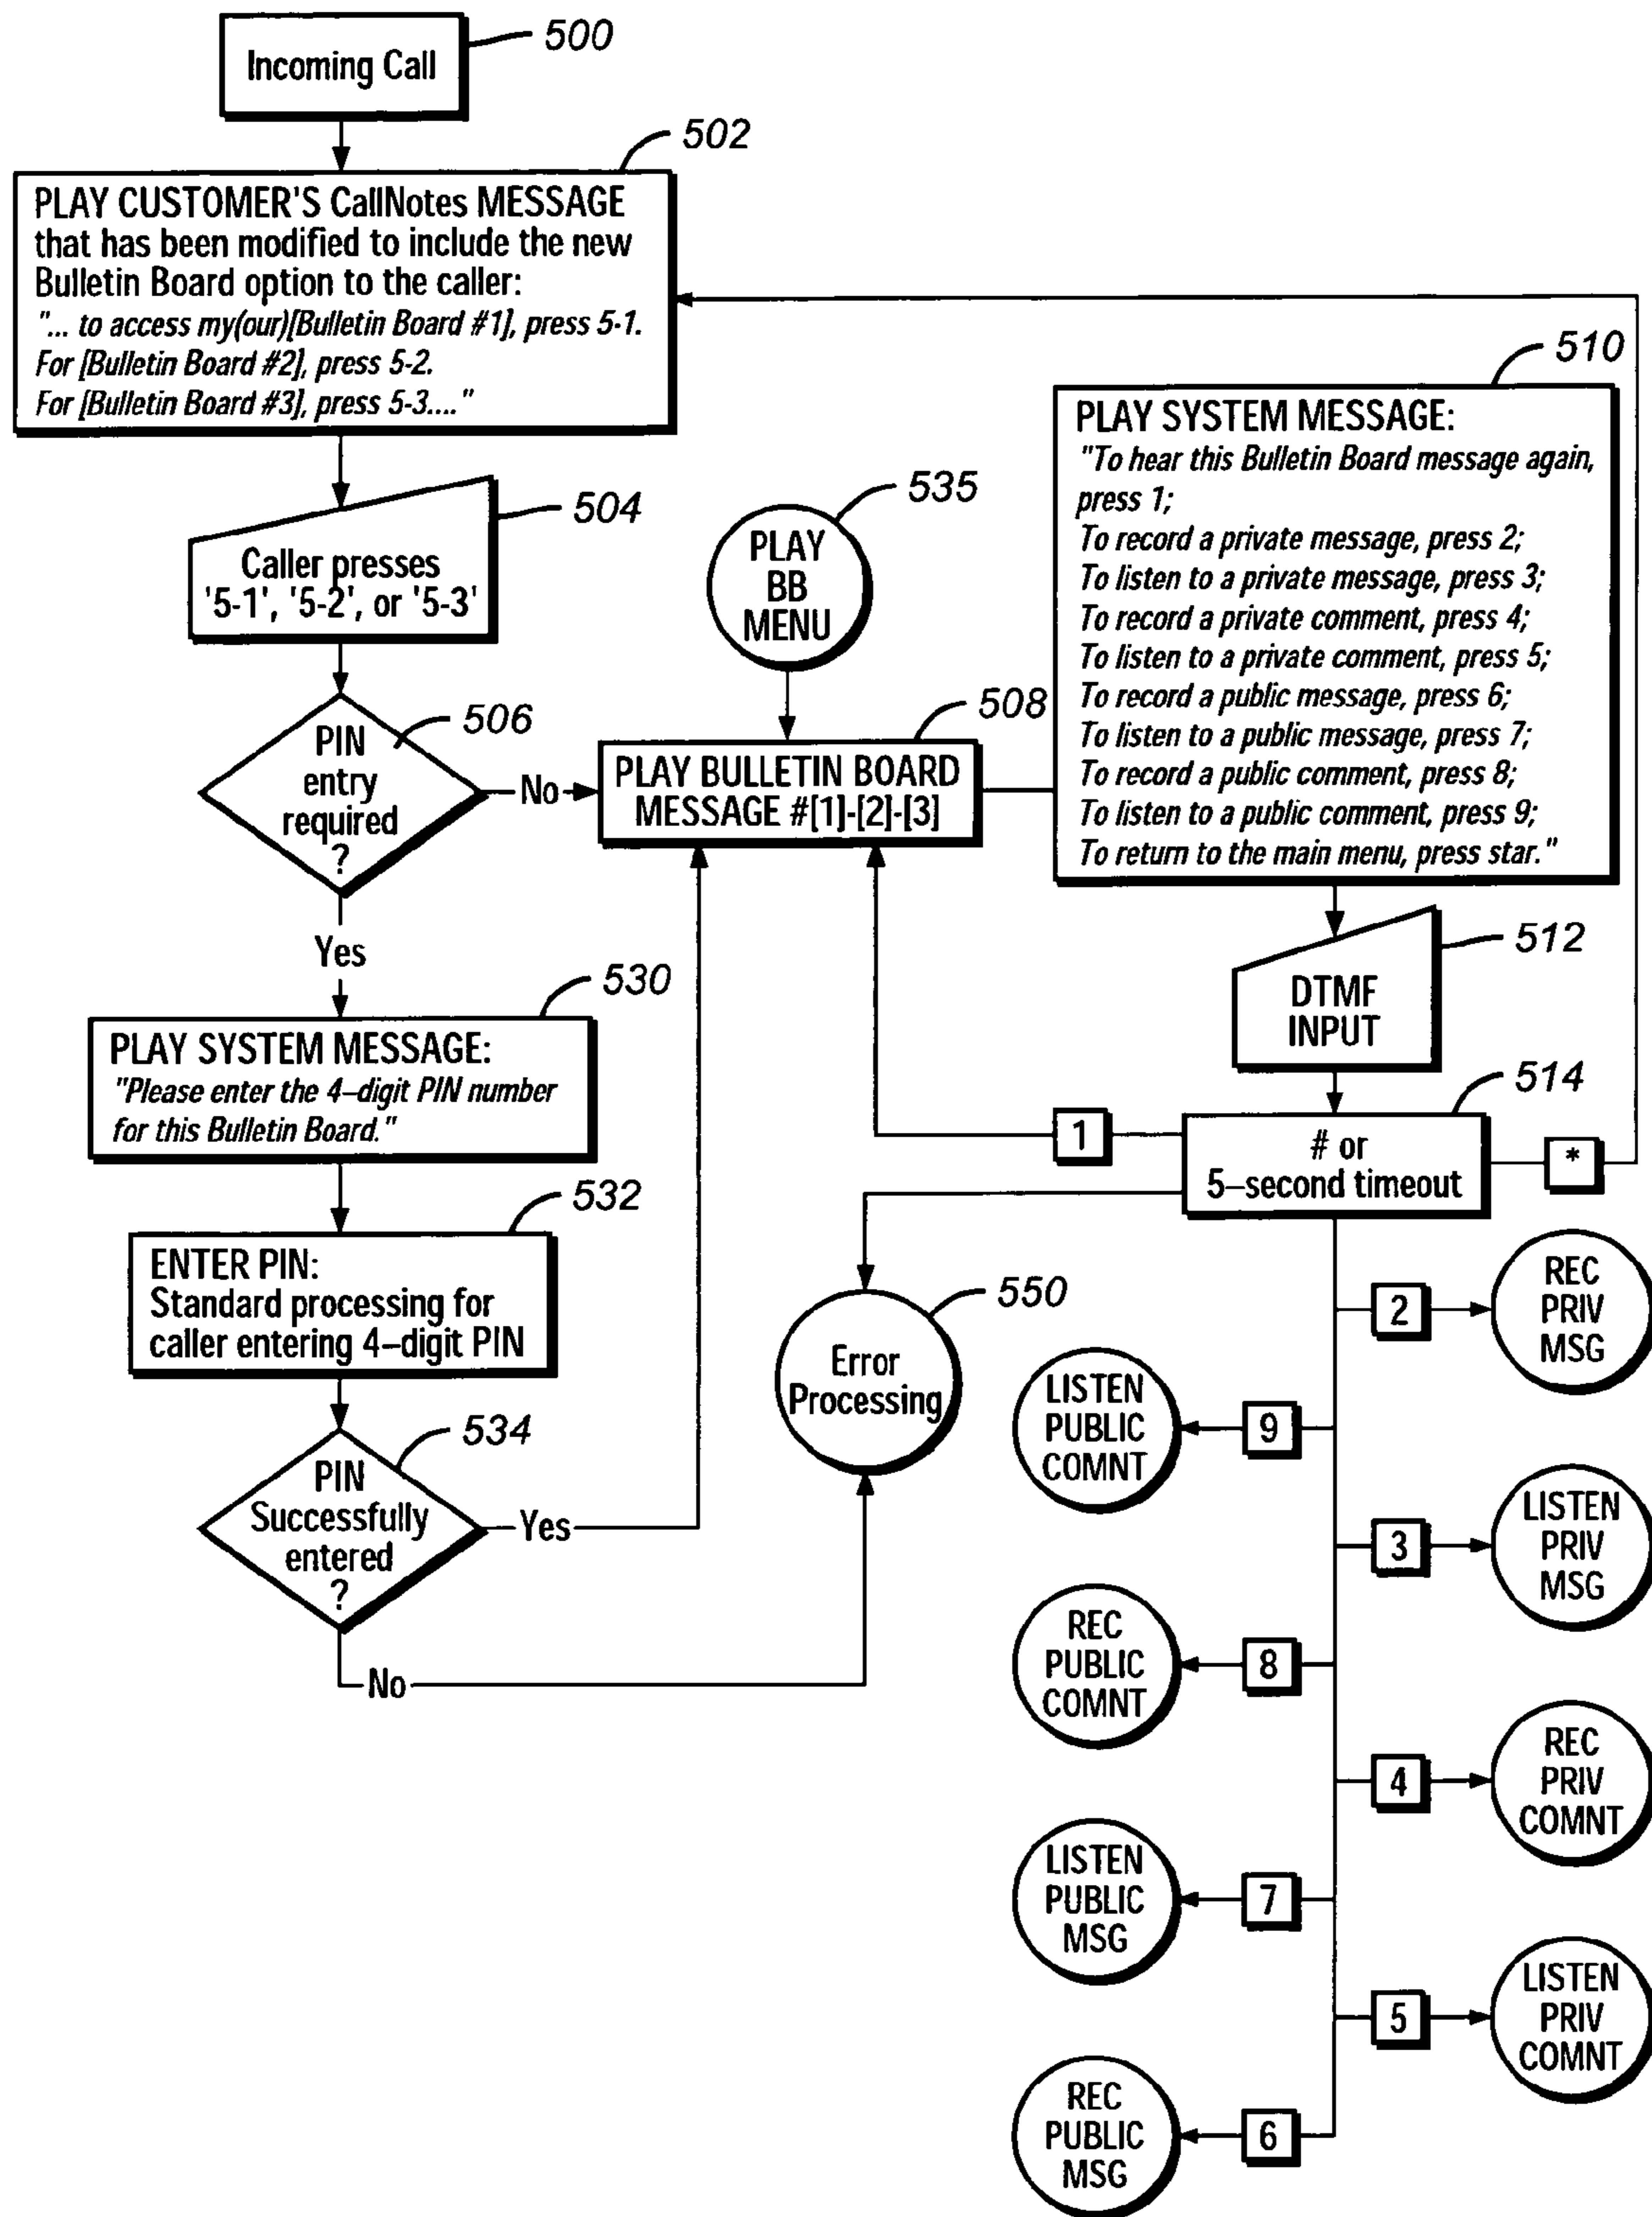 500
Incoming Call
502
PLAY CUSTOMER'S CallNotes MESSAGE
that has been modified to include the new
Bulletin Board option to the caller:
"... to access my(our)[Bulletin Board #1], press 5-1.
For [Bulletin Board #2], press 5-2.
For [Bulletin Board #3], press 5-3...."
504
Caller presses
'5-1', '5-2', or '5-3'
506
PIN
entry
required
?
No
Yes
530
PLAY SYSTEM MESSAGE:
"Please enter the 4–digit PIN number
for this Bulletin Board."
532
ENTER PIN:
Standard processing for
caller entering 4–digit PIN
534
PIN
Successfully
entered
?
Yes
No
535
PLAY
BB
MENU
508
PLAY BULLETIN BOARD
MESSAGE #[1]-[2]-[3]
510
PLAY SYSTEM MESSAGE:
"To hear this Bulletin Board message again,
press 1;
To record a private message, press 2;
To listen to a private message, press 3;
To record a private comment, press 4;
To listen to a private comment, press 5;
To record a public message, press 6;
To listen to a public message, press 7;
To record a public comment, press 8;
To listen to a public comment, press 9;
To return to the main menu, press star."
512
DTMF
INPUT
514
# or
5–second timeout
1
*
550
Error
Processing
2
REC
PRIV
MSG
9
LISTEN
PUBLIC
COMNT
3
LISTEN
PRIV
MSG
8
REC
PUBLIC
COMNT
4
REC
PRIV
COMNT
7
LISTEN
PUBLIC
MSG
5
LISTEN
PRIV
COMNT
6
REC
PUBLIC
MSG